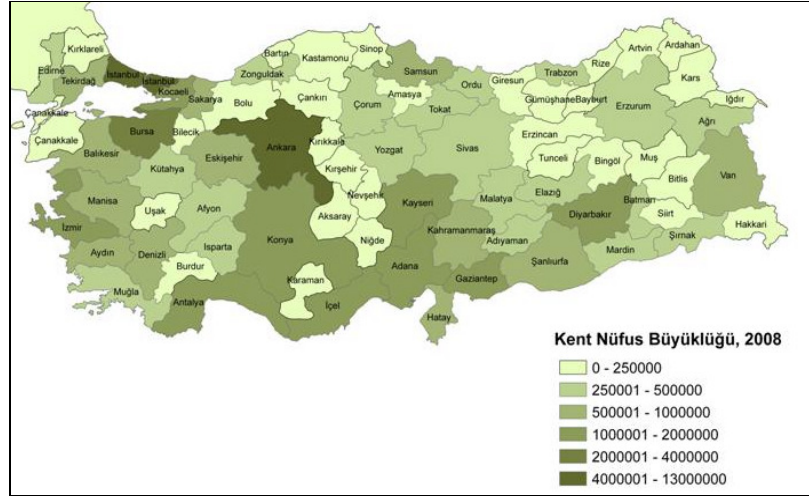 Kırklareli
Edirne
Tekirdağ
İstanbul
İstanbul
Kocaeli
Sakarya
Bartın
Zonguldak
Kastamonu
Sinop
Samsun
Ordu
Giresun
Trabzon
Rize
Artvin
Ardahan
Kars
Iğdır
Çanakkale
Çanakkale
Bursa
Bilecik
Bolu
Çankırı
Çorum
Amasya
Tokat
Gümüşhane
Bayburt
Erzurum
Ağrı
Balıkesir
Kütahya
Eskişehir
Ankara
Kırıkkale
Yozgat
Sivas
Erzincan
Tunceli
Bingöl
Muş
Bitlis
Van
Manisa
Uşak
Afyon
Kırşehir
Nevşehir
Kayseri
Malatya
Elazığ
Diyarbakır
Batman
Siirt
Hakkari
İzmir
Aydın
Denizli
Isparta
Konya
Aksaray
Niğde
Kahramanmaraş
Adıyaman
Şanlıurfa
Mardin
Şırnak
Muğla
Burdur
Antalya
Karaman
İçel
Adana
Gaziantep
Hatay
Kent Nüfus Büyüklüğü, 2008
0 - 250000
250001 - 500000
500001 - 1000000
1000001 - 2000000
2000001 - 4000000
4000001 - 13000000